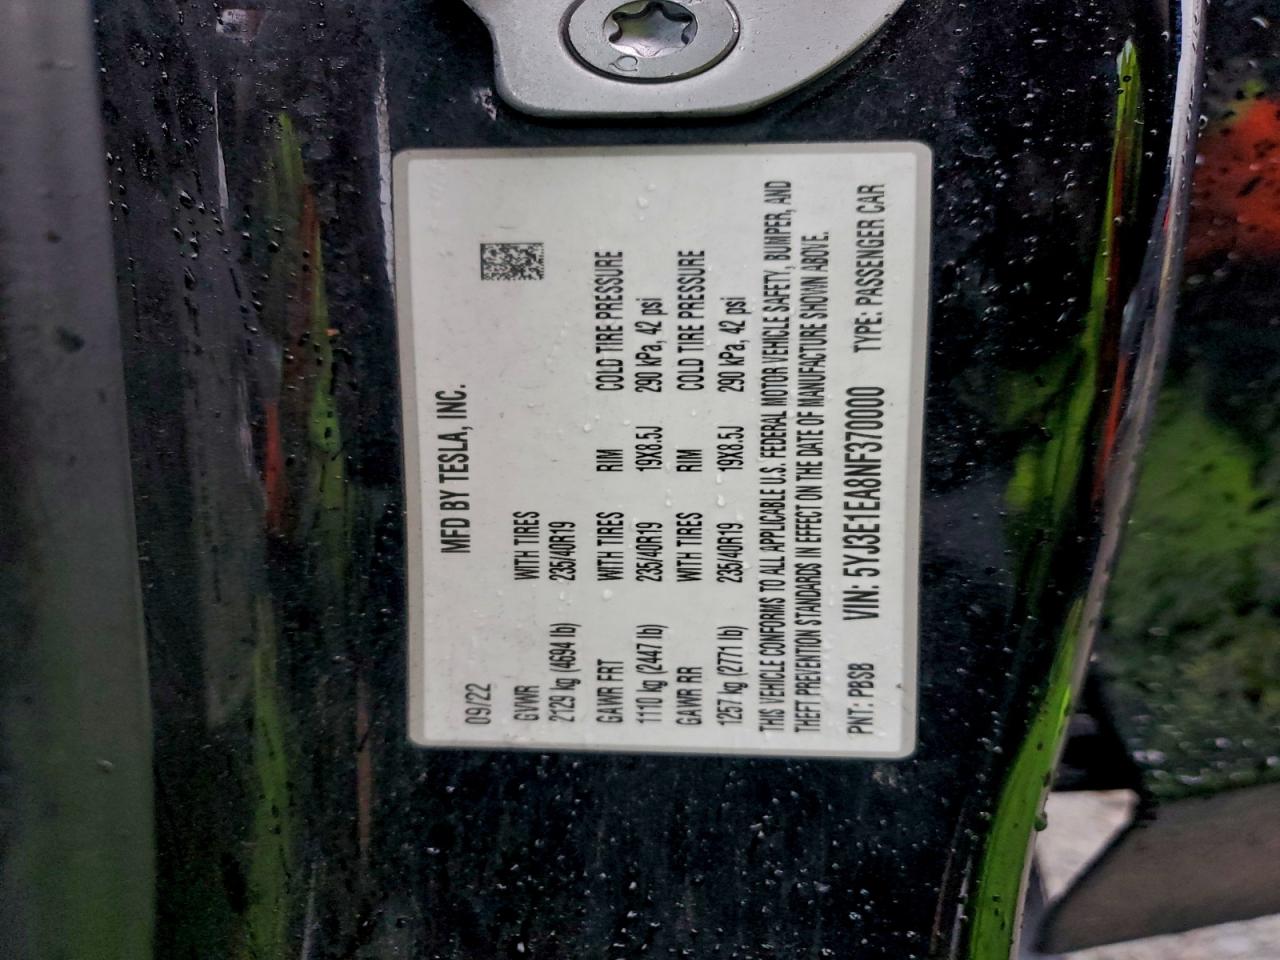 MFD BY TESLA, INC.
09/22
GVWR WITH TIRES
2129 kg (4694 lb) 235/40R19
GAWR FRT WITH TIRES RIM COLD TIRE PRESSURE
1110 kg (2447 lb) 235/40R19 19X8.5J 290 kPa, 42 psi
GAWR RR WITH TIRES RIM COLD TIRE PRESSURE
1257 kg (2771 lb) 235/40R19 19X8.5J 290 kPa, 42 psi
THIS VEHICLE CONFORMS TO ALL APPLICABLE U.S. FEDERAL MOTOR VEHICLE SAFETY, BUMPER, AND
THEFT PREVENTION STANDARDS IN EFFECT ON THE DATE OF MANUFACTURE SHOWN ABOVE.
PNT: PBSB VIN: 5YJ3E1EA8NF370000 TYPE: PASSENGER CAR